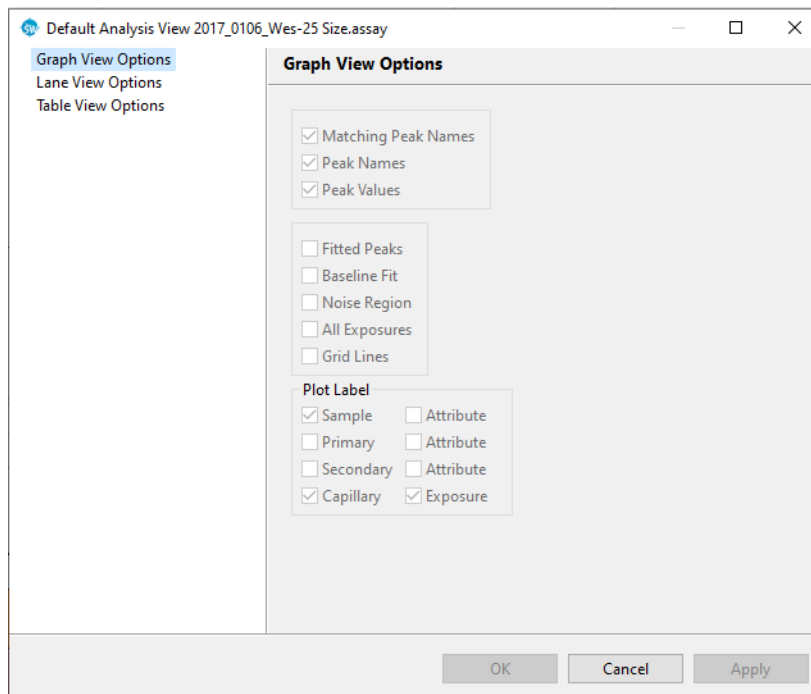 SW Default Analysis View 2017_0106_Wes-25 Size.assay
Graph View Options
Lane View Options
Table View Options
Graph View Options
Matching Peak Names
Peak Names
Peak Values
Fitted Peaks
Baseline Fit
Noise Region
All Exposures
Grid Lines
Plot Label
Sample Attribute
Primary Attribute
Secondary Attribute
Capillary Exposure
OK Cancel Apply